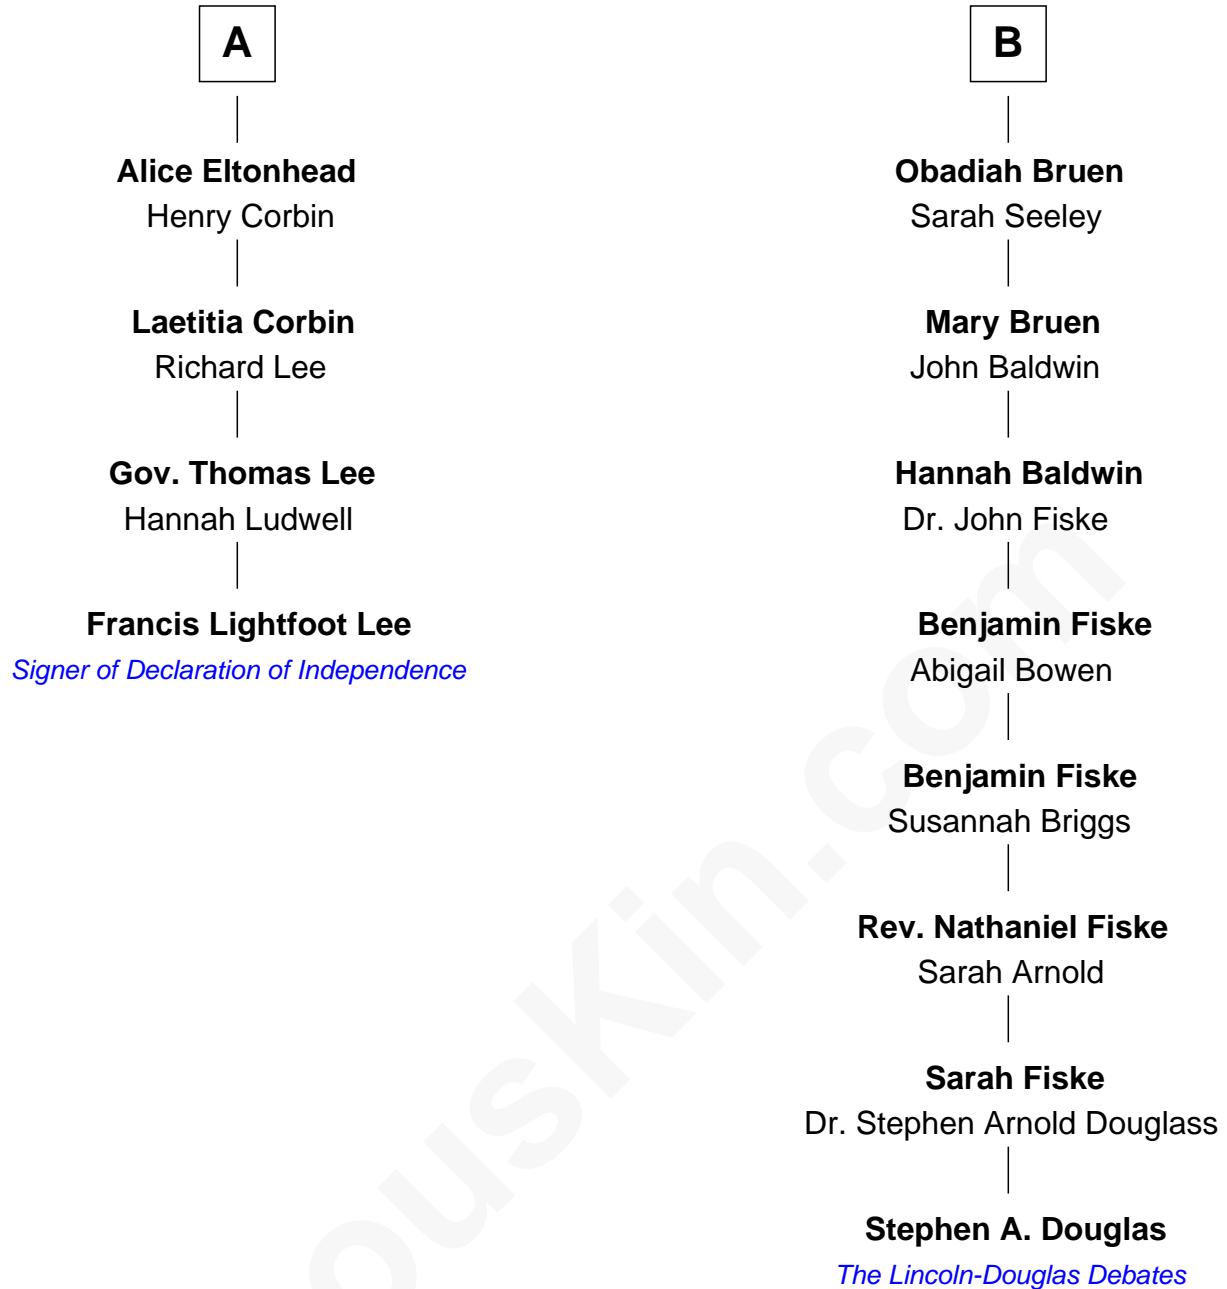 A
Alice Eltonhead
Henry Corbin
Laetitia Corbin
Richard Lee
Gov. Thomas Lee
Hannah Ludwell
Francis Lightfoot Lee
Signer of Declaration of Independence
B
Obadiah Bruen
Sarah Seeley
Mary Bruen
John Baldwin
Hannah Baldwin
Dr. John Fiske
Benjamin Fiske
Abigail Bowen
Benjamin Fiske
Susannah Briggs
Rev. Nathaniel Fiske
Sarah Arnold
Sarah Fiske
Dr. Stephen Arnold Douglass
Stephen A. Douglas
The Lincoln-Douglas Debates
ousKin.com